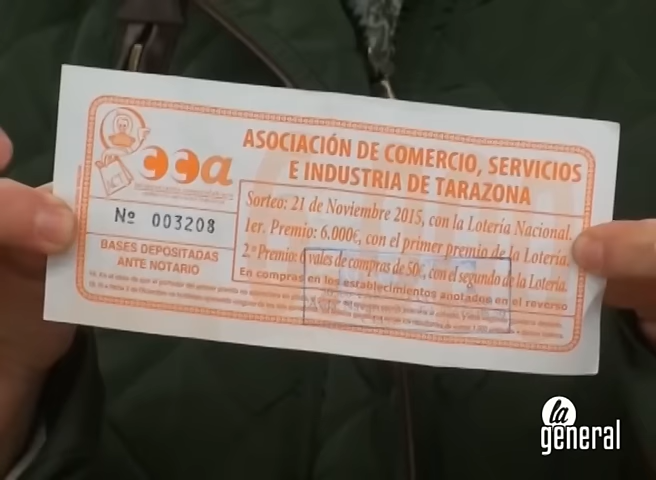 ASOCIACIÓN DE COMERCIO, SERVICIOS
E INDUSTRIA DE TARAZONA
cca
Nº 003208
BASES DEPOSITADAS
ANTE NOTARIO
Sorteo: 21 de Noviembre 2015, con la Lotería Nacional.
1er. Premio: 6.000€, con el primer premio de la Lotería.
2º Premio: vales de compras de 50€, con el segundo de la Lotería.
En compras en los establecimientos anotados en el reverso
la
general